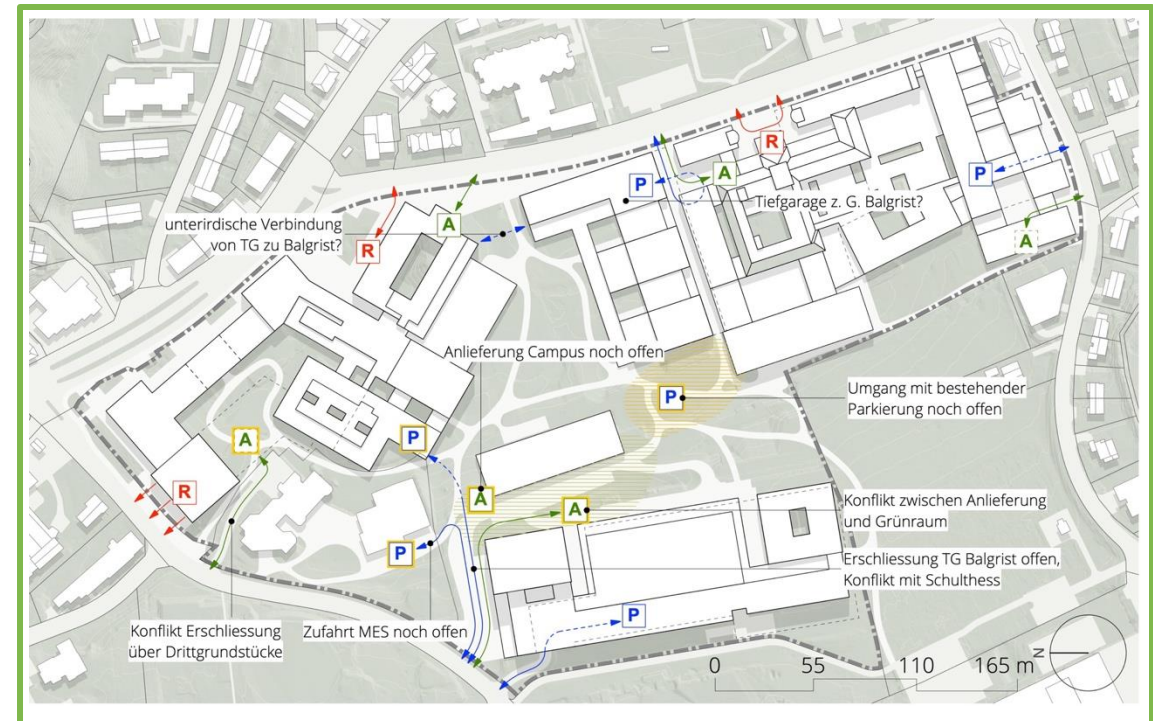 R
P
A
Tiefgarage z. G. Balgrist?
P
A
unterirdische Verbindung
von TG zu Balgrist?
A
R
Anlieferung Campus noch offen
P
Umgang mit bestehender
Parkierung noch offen
A
P
R
A
A
Konflikt zwischen Anlieferung
und Grünraum
P
Erschliessung TG Balgrist offen,
Konflikt mit Schulthess
P
Konflikt Erschliessung
über Drittgrundstücke
Zufahrt MES noch offen
0 55 110 165 m
N